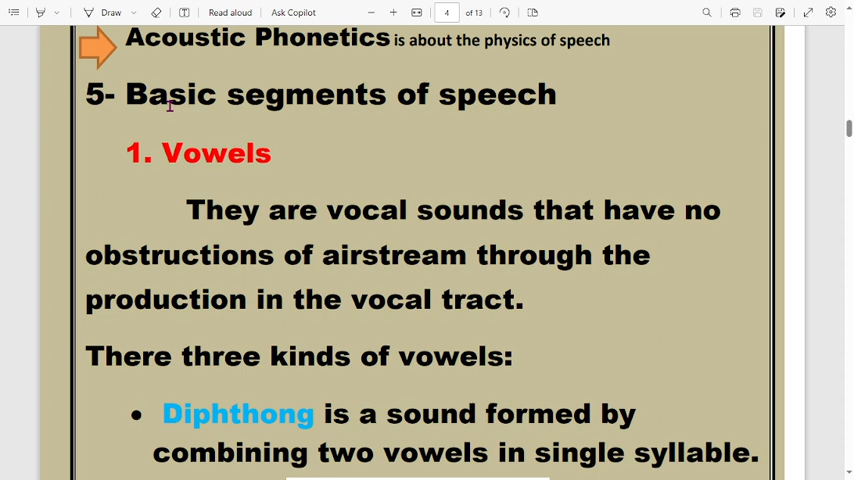 Draw
Read aloud
Ask Copilot
4
of 13
Acoustic Phonetics is about the physics of speech
5- Basic segments of speech
1. Vowels
They are vocal sounds that have no
obstructions of airstream through the
production in the vocal tract.
There three kinds of vowels:
• Diphthong is a sound formed by
combining two vowels in single syllable.